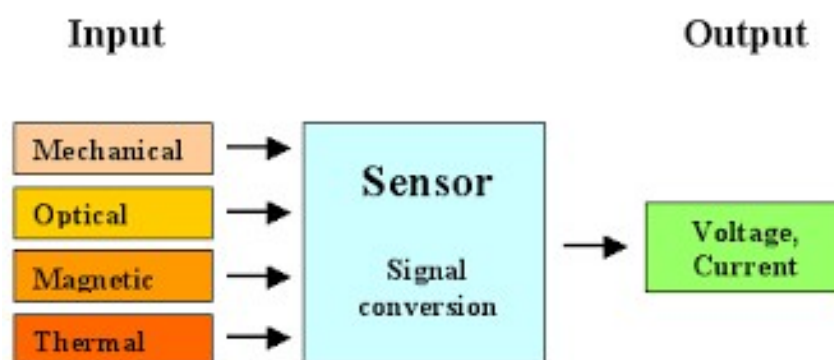 Input
Output
Mechanical
Optical
Magnetic
Thermal
Sensor
Signal
conversion
Voltage,
Current